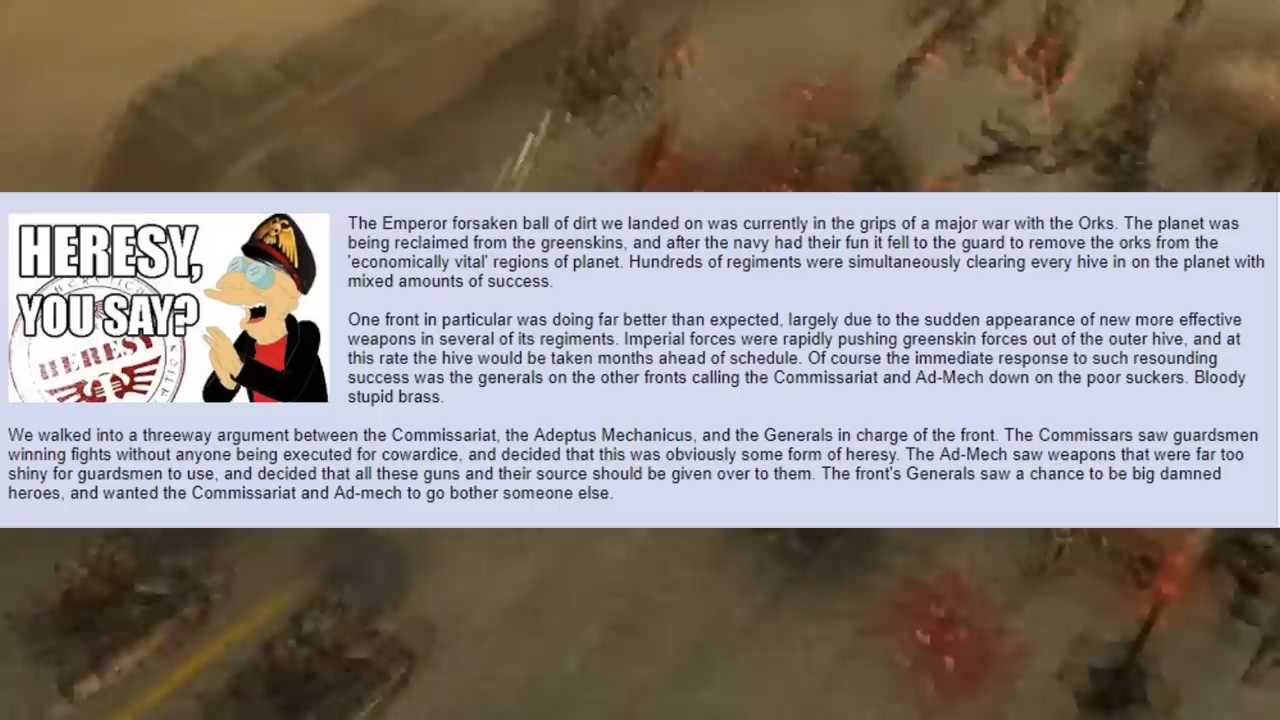 HERESY,
YOU SAY?
HERESY
The Emperor forsaken ball of dirt we landed on was currently in the grips of a major war with the Orks. The planet was
being reclaimed from the greenskins, and after the navy had their fun it fell to the guard to remove the orks from the
'economically vital' regions of planet. Hundreds of regiments were simultaneously clearing every hive in on the planet with
mixed amounts of success.
One front in particular was doing far better than expected, largely due to the sudden appearance of new more effective
weapons in several of its regiments. Imperial forces were rapidly pushing greenskin forces out of the outer hive, and at
this rate the hive would be taken months ahead of schedule. Of course the immediate response to such resounding
success was the generals on the other fronts calling the Commissariat and Ad-Mech down on the poor suckers. Bloody
stupid brass.
We walked into a threeway argument between the Commissariat, the Adeptus Mechanicus, and the Generals in charge of the front. The Commissars saw guardsmen
winning fights without anyone being executed for cowardice, and decided that this was obviously some form of heresy. The Ad-Mech saw weapons that were far too
shiny for guardsmen to use, and decided that all these guns and their source should be given over to them. The front's Generals saw a chance to be big damned
heroes, and wanted the Commissariat and Ad-mech to go bother someone else.